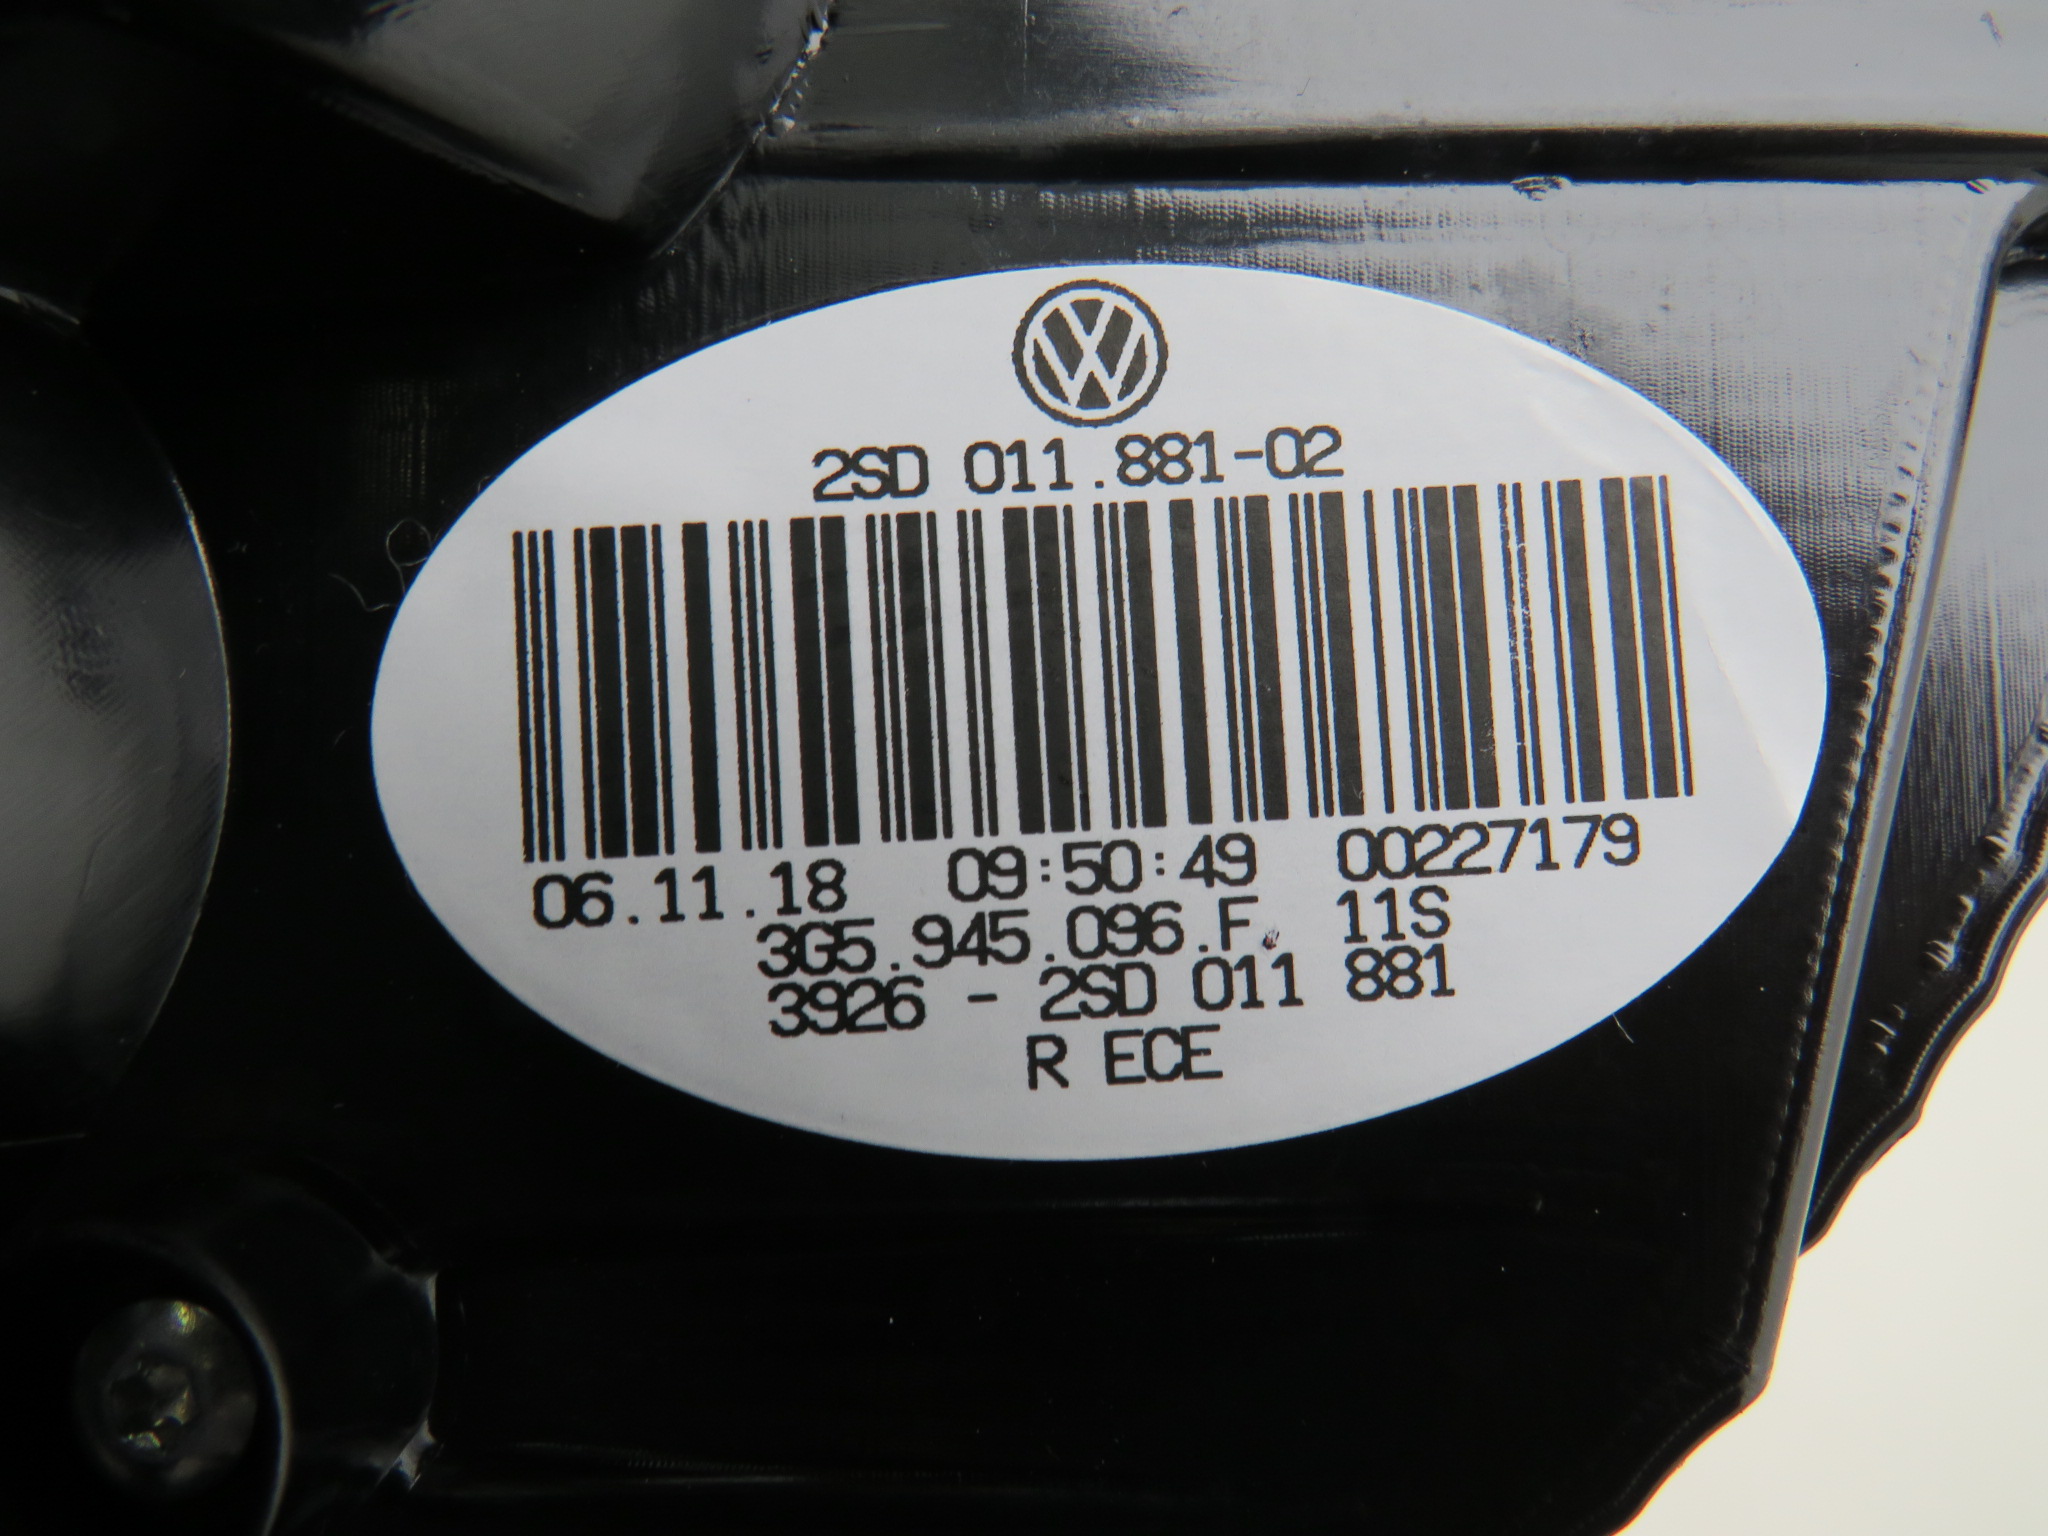 2SD 011.881-02
06.11.18 09:50:49 00227179
3G5.945.096.F. 11S
3926 - 2SD 011 881
R ECE